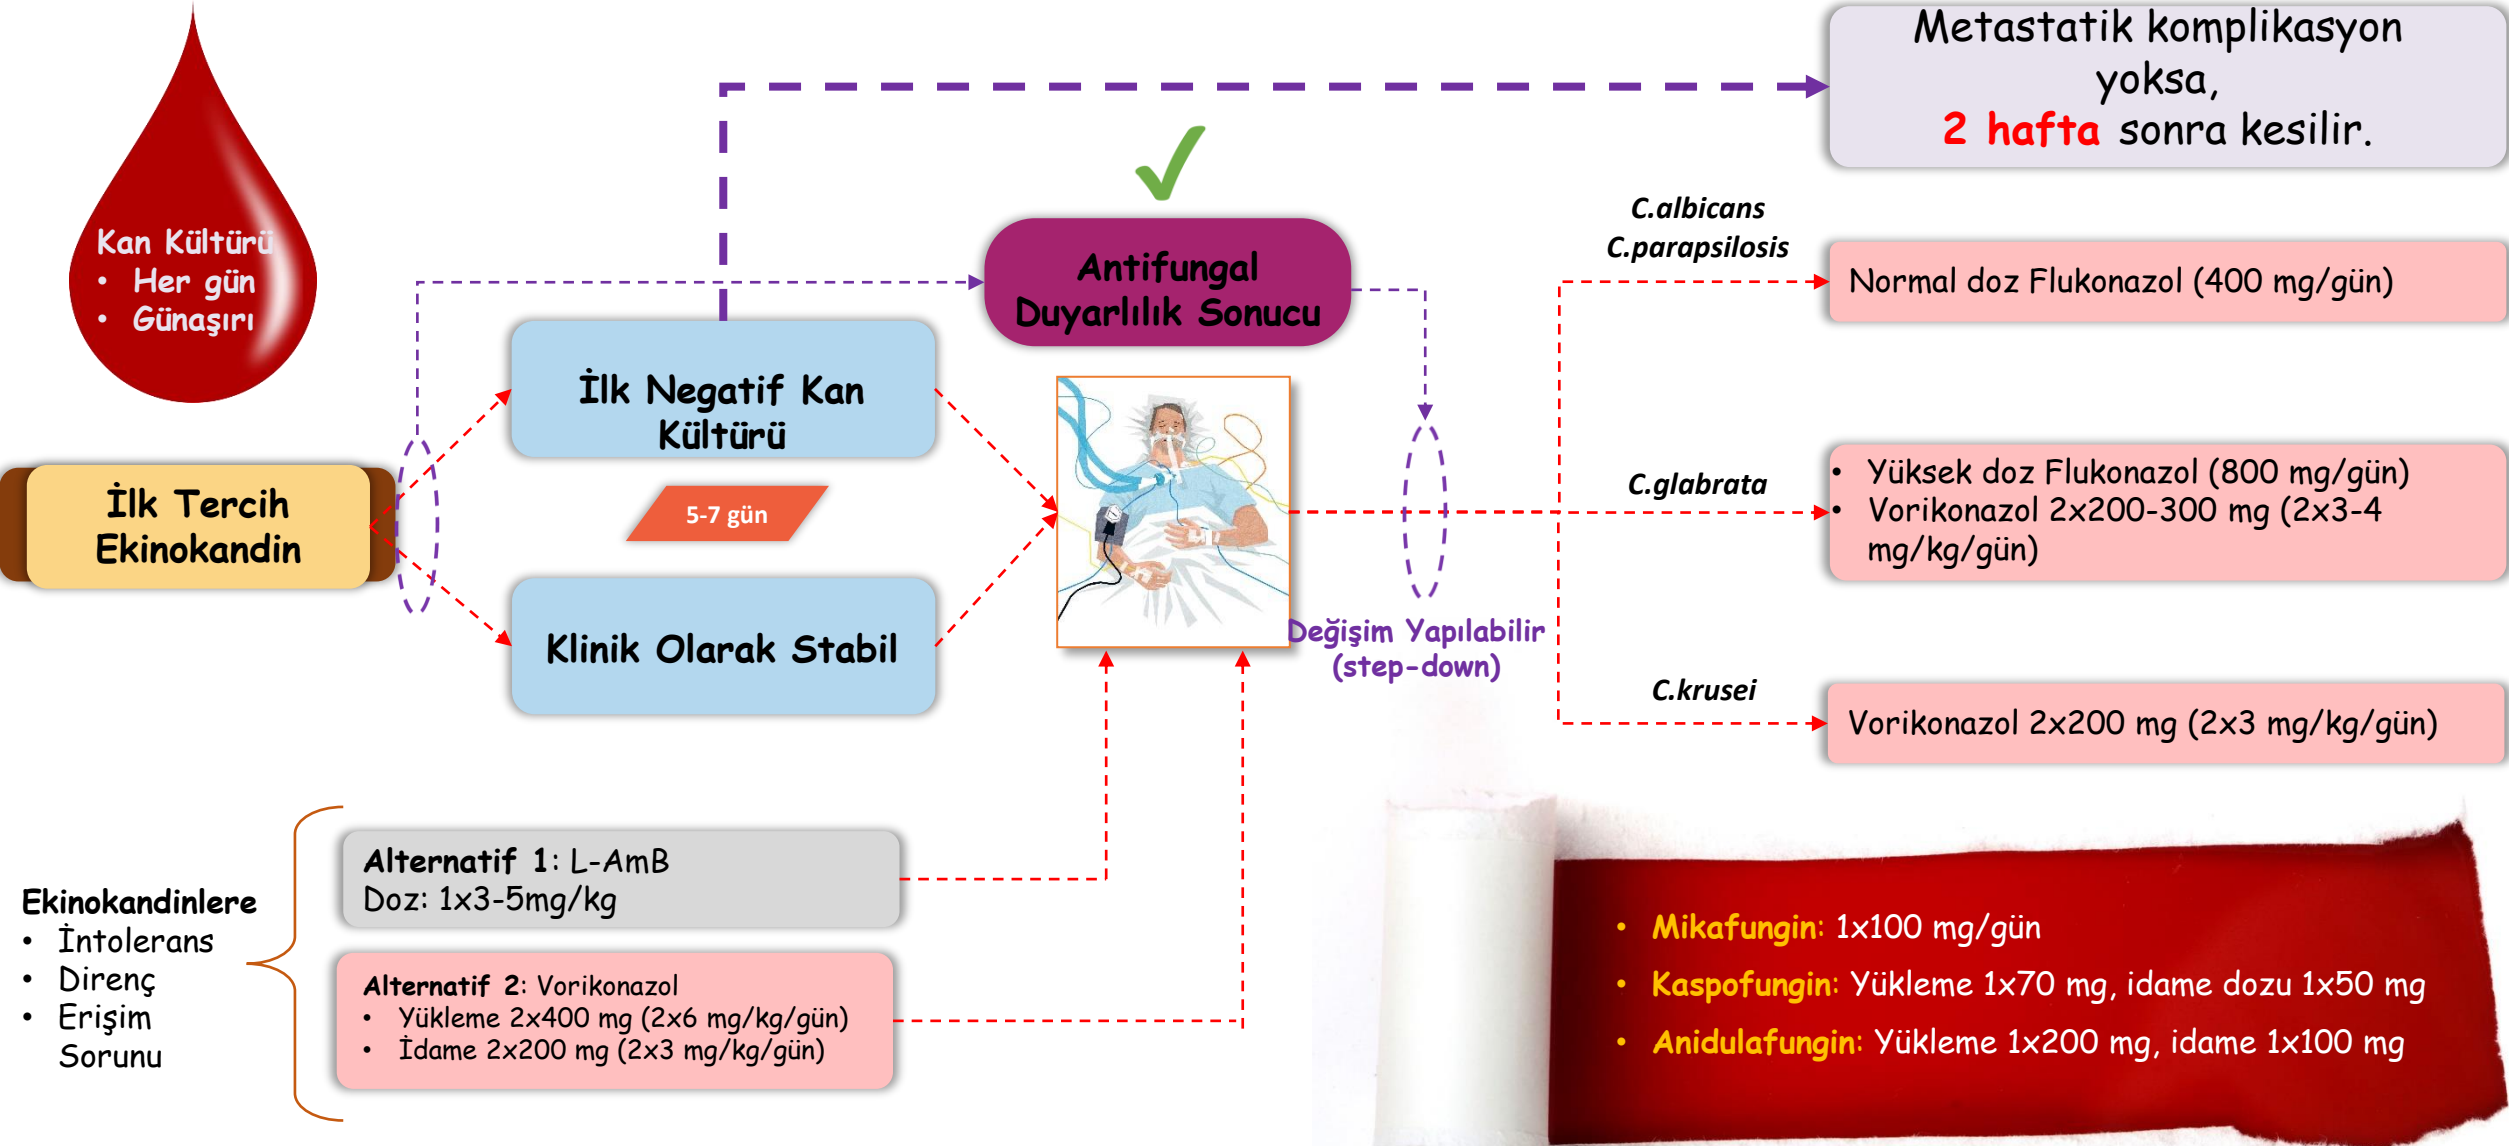 Metastatik komplikasyon
yoksa,
2 hafta sonra kesilir.
Kan Kültürü
• Her gün
• Günaşırı
Antifungal
Duyarlılık Sonucu
C.albicans
C.parapsilosis
Normal doz Flukonazol (400 mg/gün)
İlk Negatif Kan
Kültürü
İlk Tercih
Ekinokandin
5-7 gün
C.glabrata
• Yüksek doz Flukonazol (800 mg/gün)
• Vorikonazol 2x200-300 mg (2x3-4
mg/kg/gün)
Klinik Olarak Stabil
Değişim Yapılabilir
(step-down)
C.krusei
Vorikonazol 2x200 mg (2x3 mg/kg/gün)
Ekinokandinlere
• İntolerans
• Direnç
• Erişim
Sorunu
Alternatif 1: L-AmB
Doz: 1x3-5mg/kg
Alternatif 2: Vorikonazol
• Yükleme 2x400 mg (2x6 mg/kg/gün)
• İdame 2x200 mg (2x3 mg/kg/gün)
• Mikafungin: 1x100 mg/gün
• Kaspofungin: Yükleme 1x70 mg, idame dozu 1x50 mg
• Anidulafungin: Yükleme 1x200 mg, idame 1x100 mg